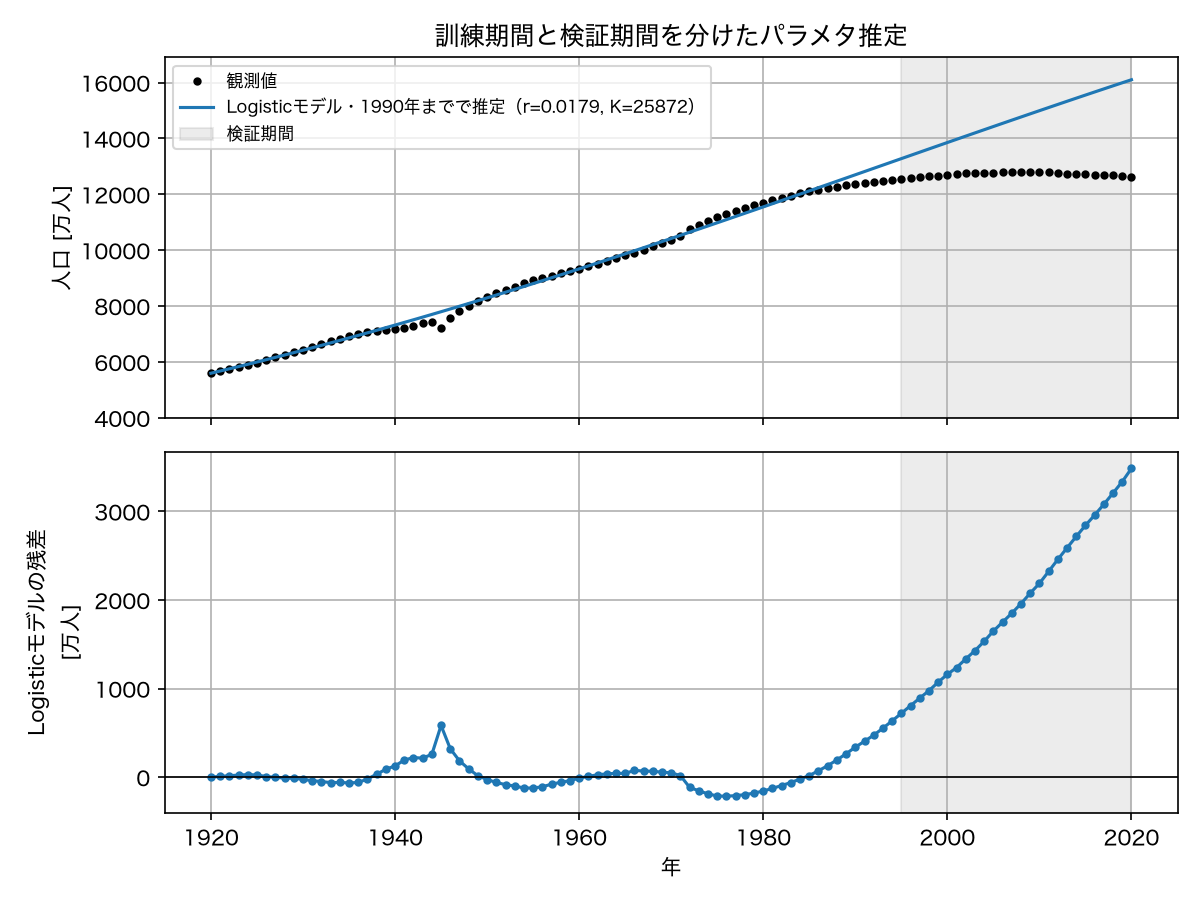 訓練期間と検証期間を分けたパラメタ推定
観測値
Logisticモデル・1990年までで推定（r=0.0179, K=25872）
検証期間
人口 [万人]
16000
14000
12000
10000
8000
6000
4000
Logisticモデルの残差
[万人]
3000
2000
1000
0
1920
1940
1960
1980
2000
2020
年